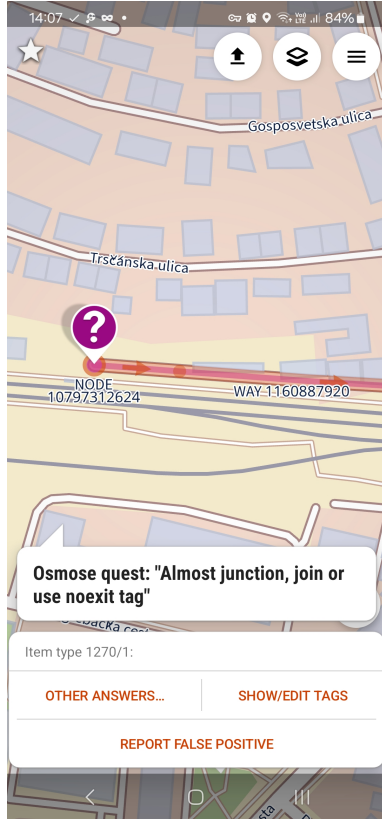 14:07
84%
Gosposvetska ulica
Trščanska ulica
?
NODE
10797312624
WAY 1160887920
Osmose quest: "Almost junction, join or
use noexit tag"
Item type 1270/1:
OTHER ANSWERS...
SHOW/EDIT TAGS
REPORT FALSE POSITIVE